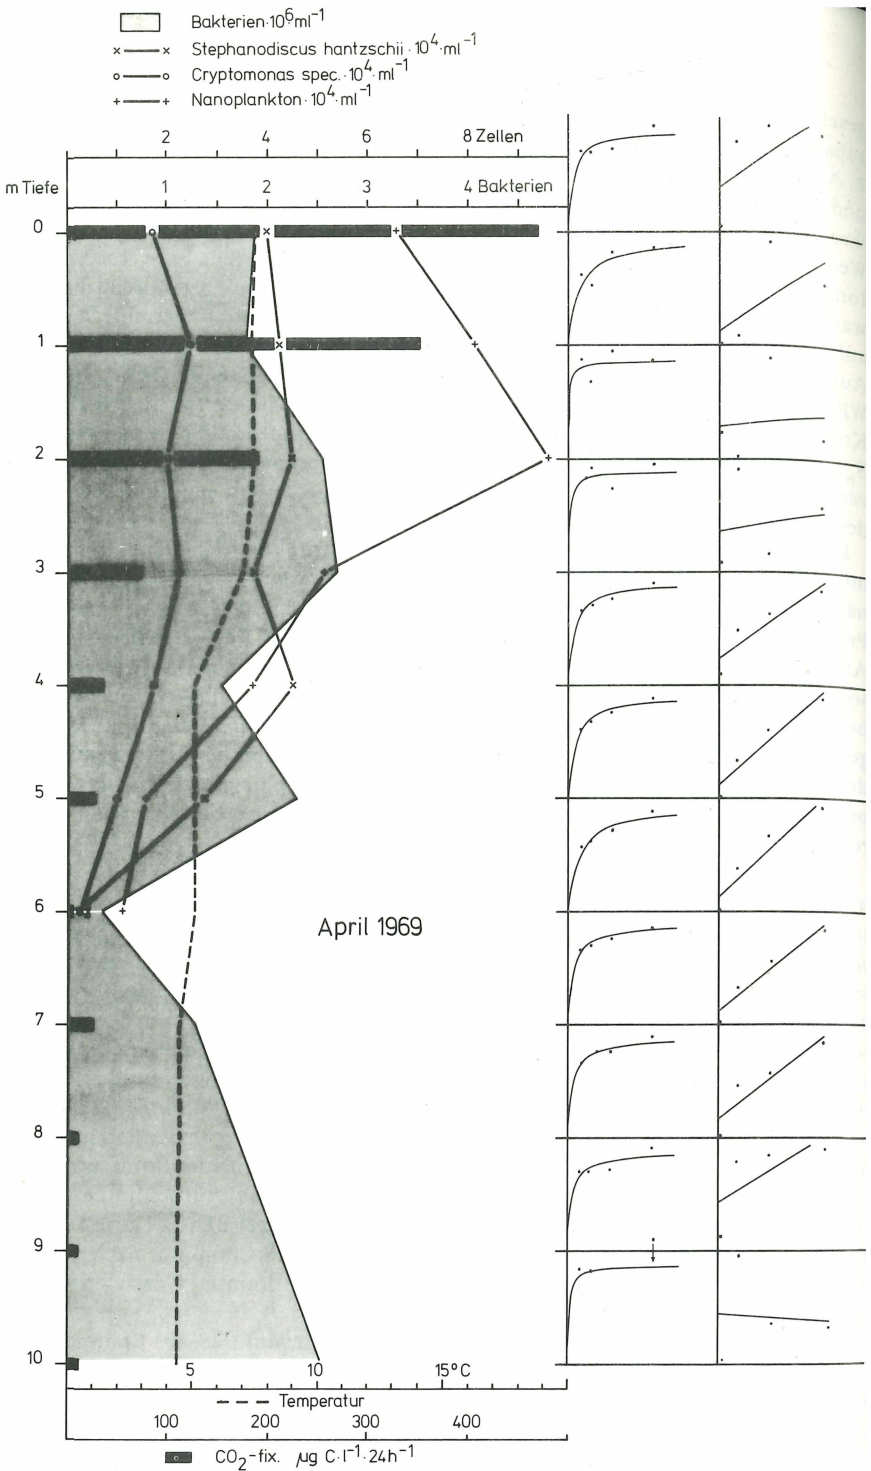 Bakterien·10⁶ml⁻¹
Stephanodiscus hantzschii·10⁴·ml⁻¹
Cryptomonas spec.·10⁴·ml⁻¹
Nanoplankton·10⁴·ml⁻¹
2 4 6 8 Zellen
m Tiefe 1 2 3 4 Bakterien
0
1
2
3
4
5
6
April 1969
7
8
9
10
5 10 15°C
Temperatur
100 200 300 400
CO₂-fix. µg C·l⁻¹·24h⁻¹